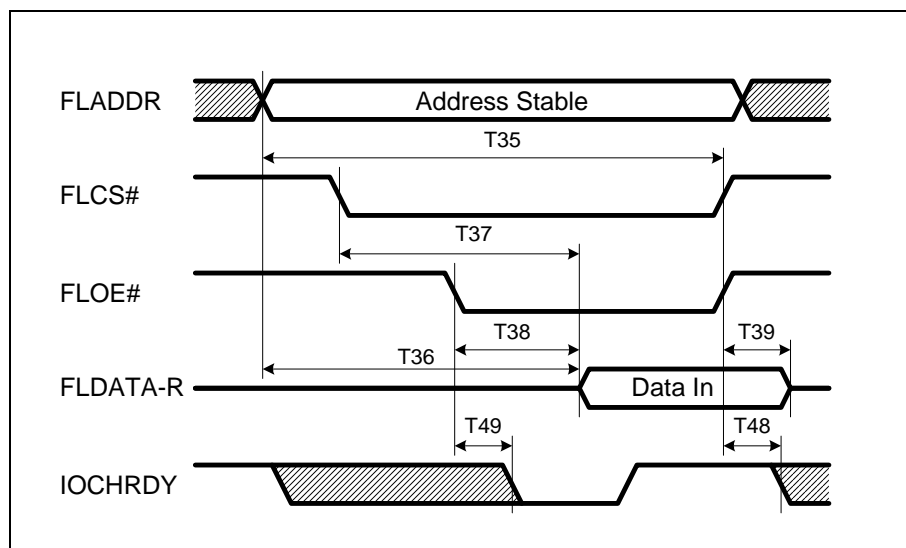 FLADDR
Address Stable
T35
FLCS#
T37
FLOE#
T38
T39
T36
FLDATA-R
Data In
T49
T48
IOCHRDY